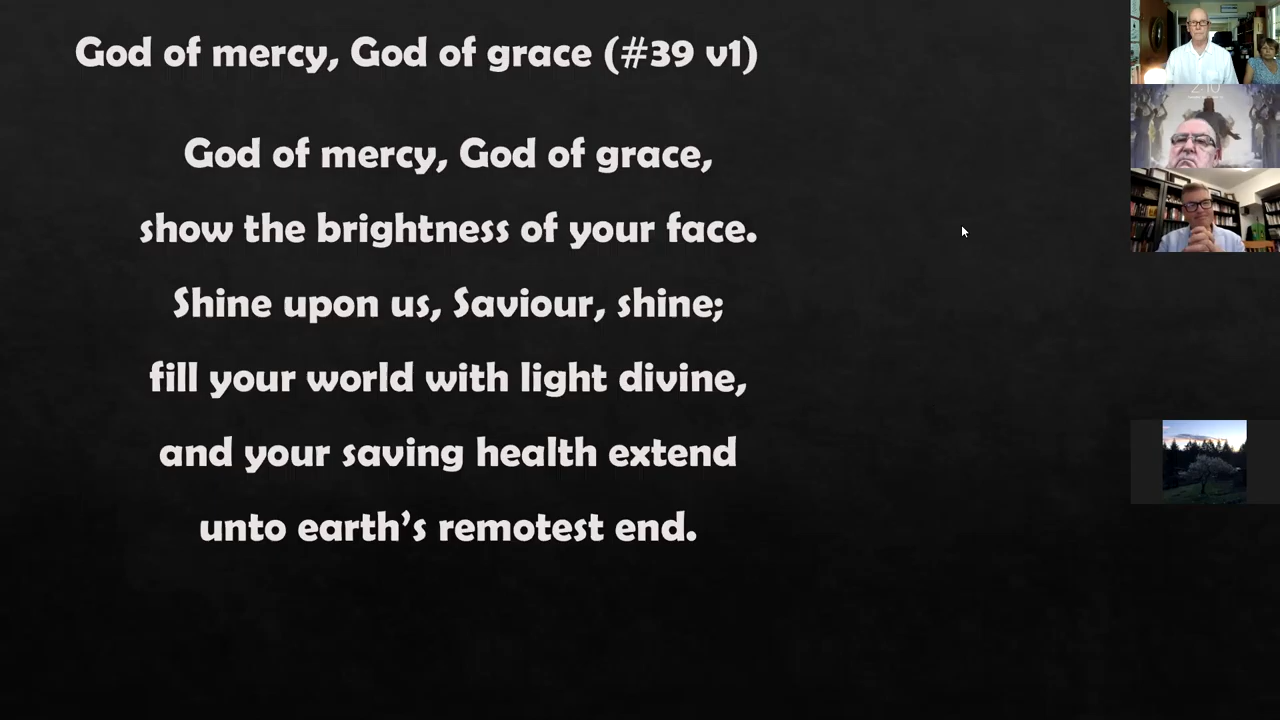 God of mercy, God of grace (#39 v1)
God of mercy, God of grace,
show the brightness of your face.
Shine upon us, Saviour, shine;
fill your world with light divine,
and your saving health extend
unto earth’s remotest end.
2:10